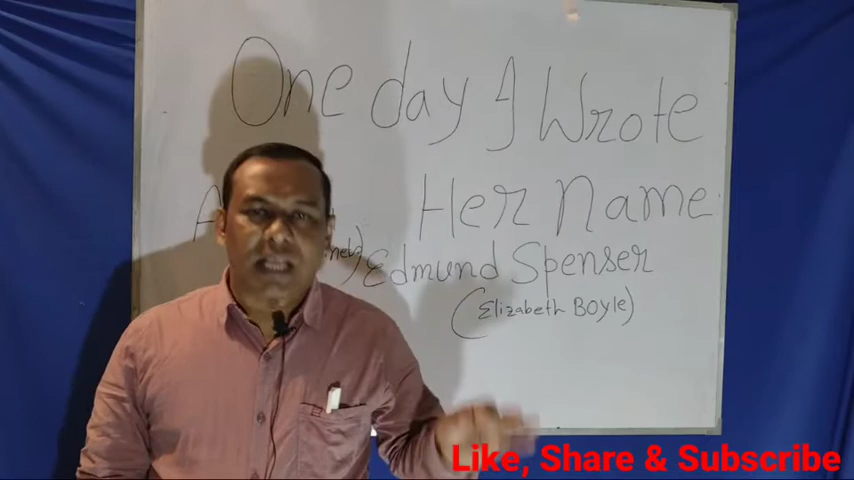 One day I Wrote
Her Name
Edmund Spenser
(Elizabeth Boyle)
Like, Share & Subscribe